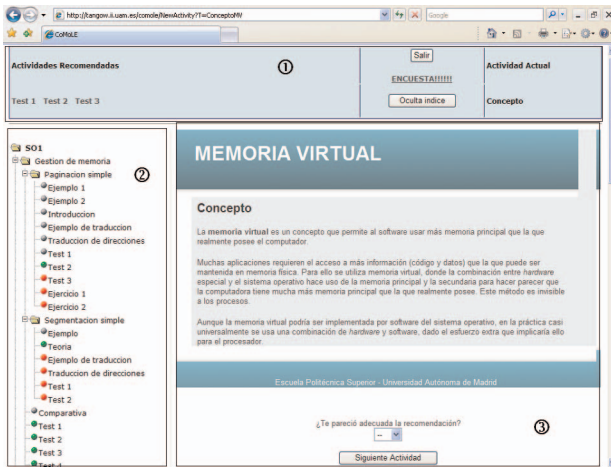 http://tangow.ii.uam.es/comole/NewActivity?T=ConceptoMV
Google
CoMoLE
Actividades Recomendadas
①
Salir
Actividad Actual
ENCUESTA!!!!!!
Test 1 Test 2 Test 3
Oculta indice
Concepto
SO1
Gestion de memoria
Paginacion simple
②
Ejemplo 1
Ejemplo 2
Introduccion
Ejemplo de traduccion
Traduccion de direcciones
Test 1
Test 2
Test 3
Ejercicio 1
Ejercicio 2
Segmentacion simple
Ejemplo
Teoria
Ejemplo de traduccion
Traduccion de direcciones
Test 1
Test 2
Comparativa
Test 1
Test 2
Test 3
Test 4
MEMORIA VIRTUAL
Concepto
La memoria virtual es un concepto que permite al software usar más memoria principal que la que
realmente posee el computador.
Muchas aplicaciones requieren el acceso a más información (código y datos) que la que puede ser
mantenida en memoria física. Para ello se utiliza memoria virtual, donde la combinación entre hardware
especial y el sistema operativo hace uso de la memoria principal y la secundaria para hacer parecer que
la computadora tiene mucha más memoria principal que la que realmente posee. Este método es invisible
a los procesos.
Aunque la memoria virtual podría ser implementada por software del sistema operativo, en la práctica casi
universalmente se usa una combinación de hardware y software, dado el esfuerzo extra que implicaría ello
para el procesador.
Escuela Politécnica Superior - Universidad Autónoma de Madrid
¿Te pareció adecuada la recomendación?
--
③
Siguiente Actividad